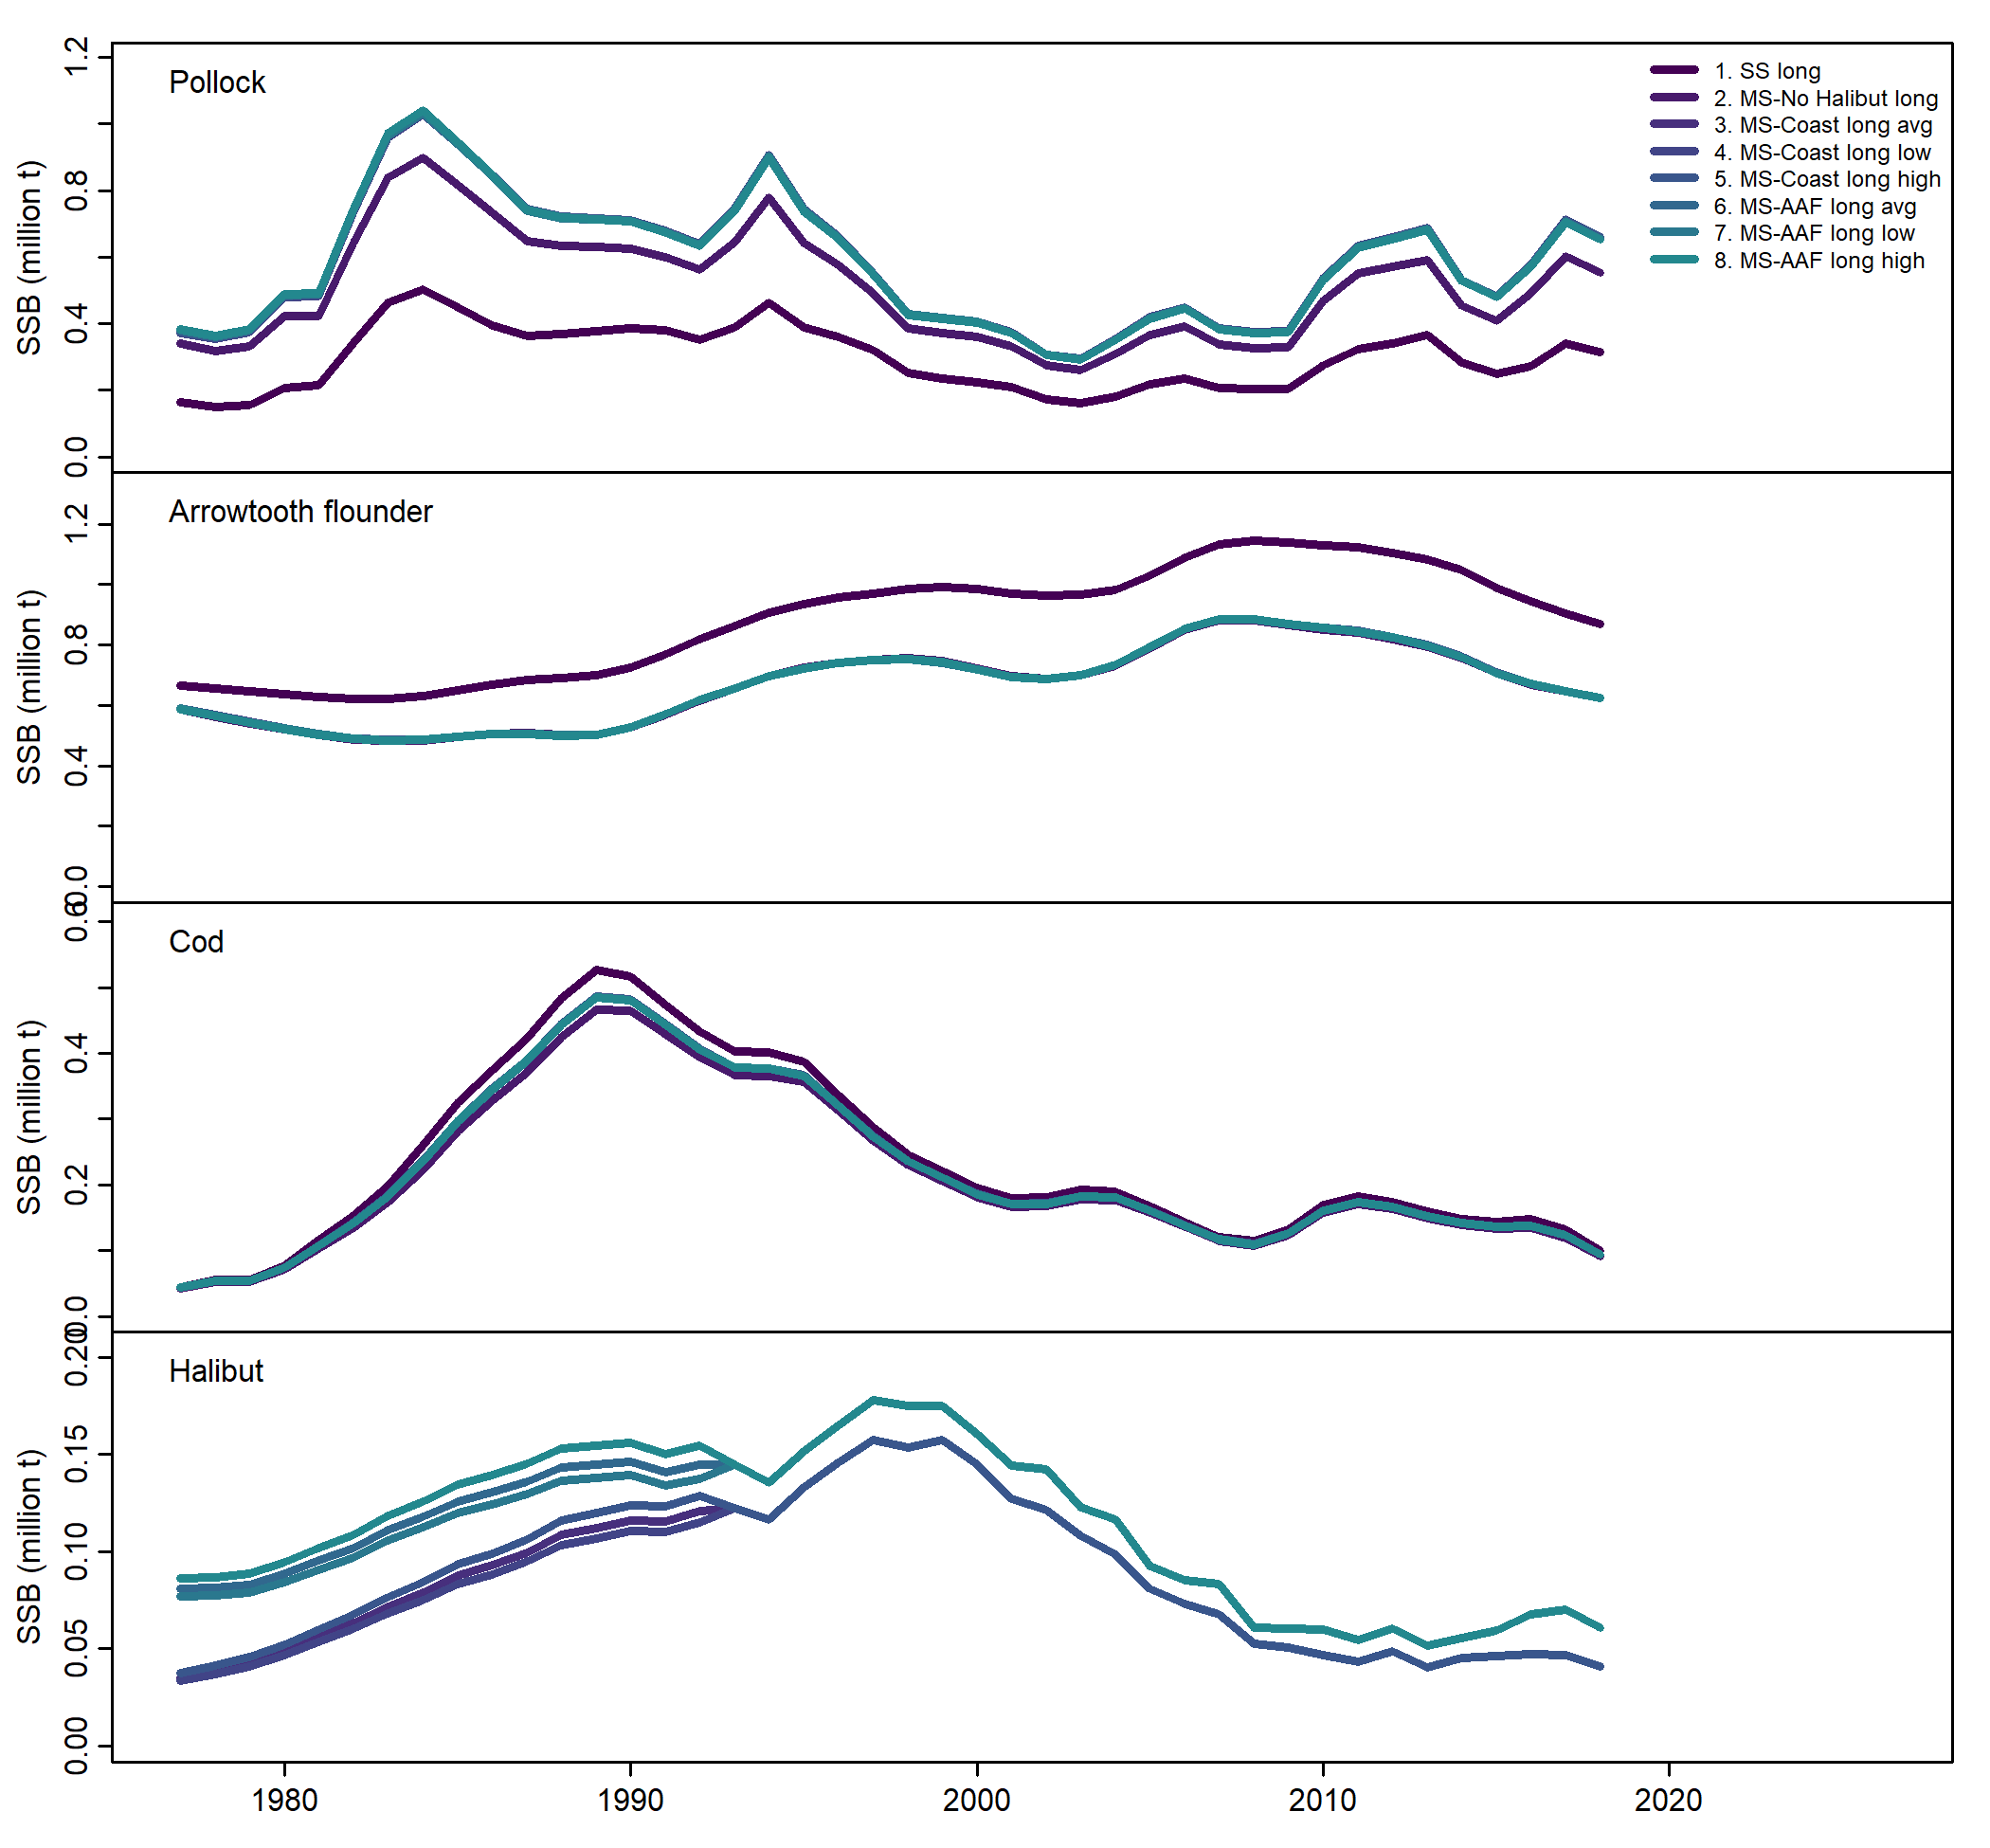 Pollock
SSB (million t)
0.0
0.4
0.8
1.2
1. SS long
2. MS-No Halibut long
3. MS-Coast long avg
4. MS-Coast long low
5. MS-Coast long high
6. MS-AAF long avg
7. MS-AAF long low
8. MS-AAF long high
Arrowtooth flounder
SSB (million t)
0.0
0.4
0.8
1.2
Cod
SSB (million t)
0.0
0.2
0.4
0.6
Halibut
SSB (million t)
0.00
0.05
0.10
0.15
0.20
1980
1990
2000
2010
2020